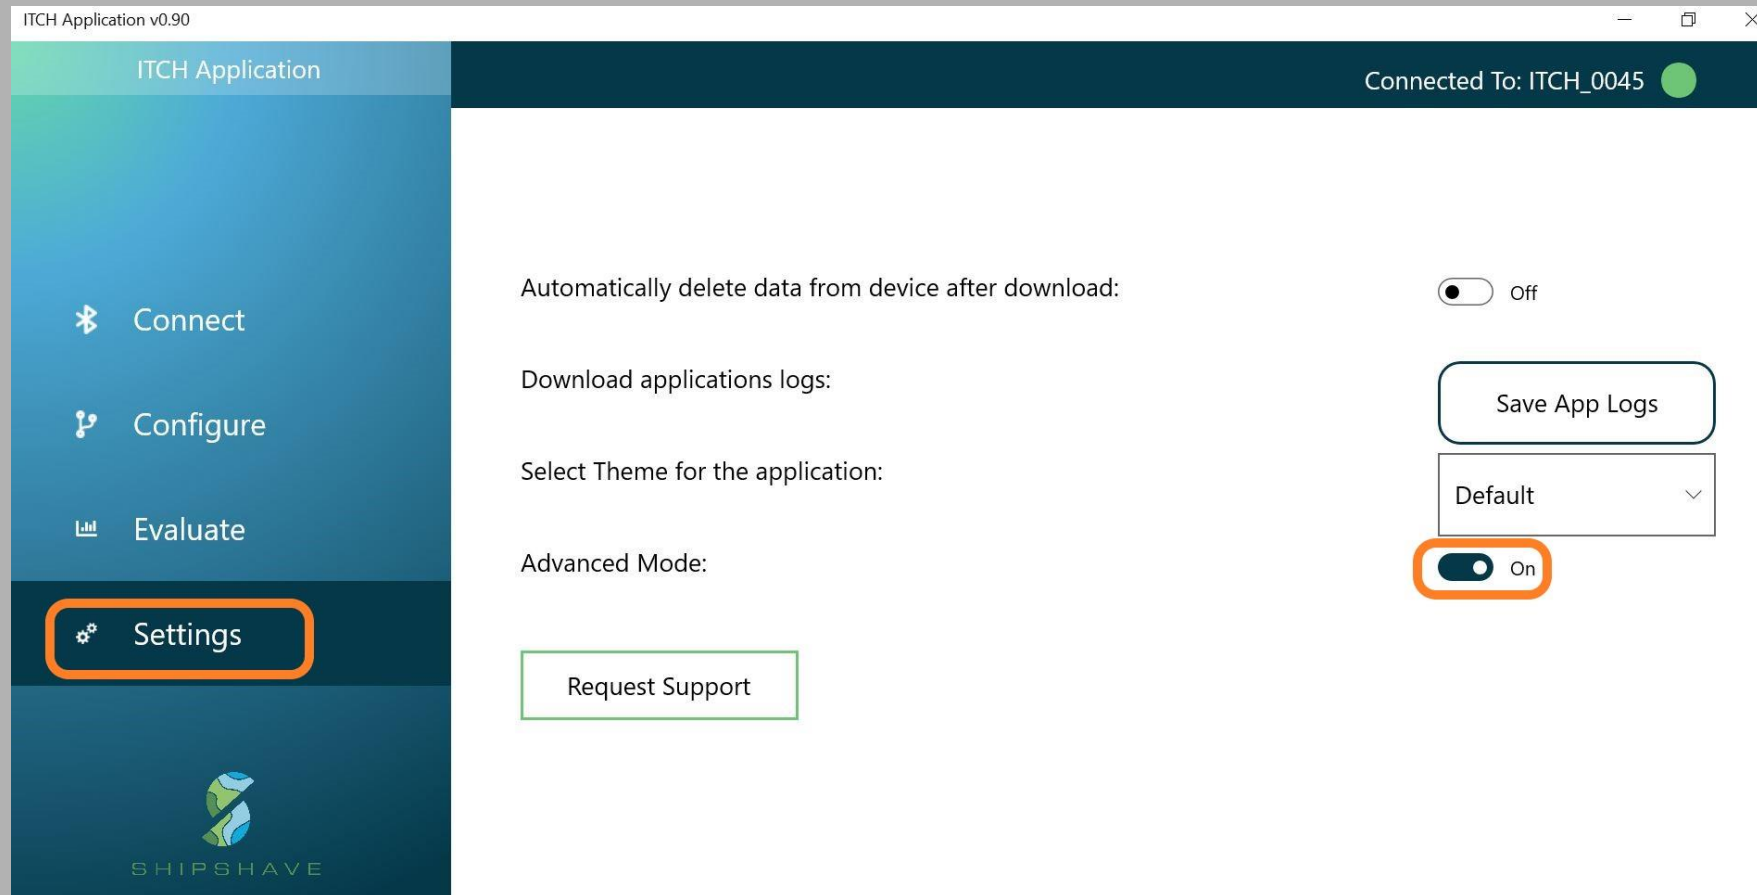 ITCH Application v0.90
ITCH Application
Connected To: ITCH_0045
Connect
Configure
Evaluate
Settings
SHIPSHAVE
Automatically delete data from device after download:
Off
Download applications logs:
Save App Logs
Select Theme for the application:
Default
Advanced Mode:
On
Request Support